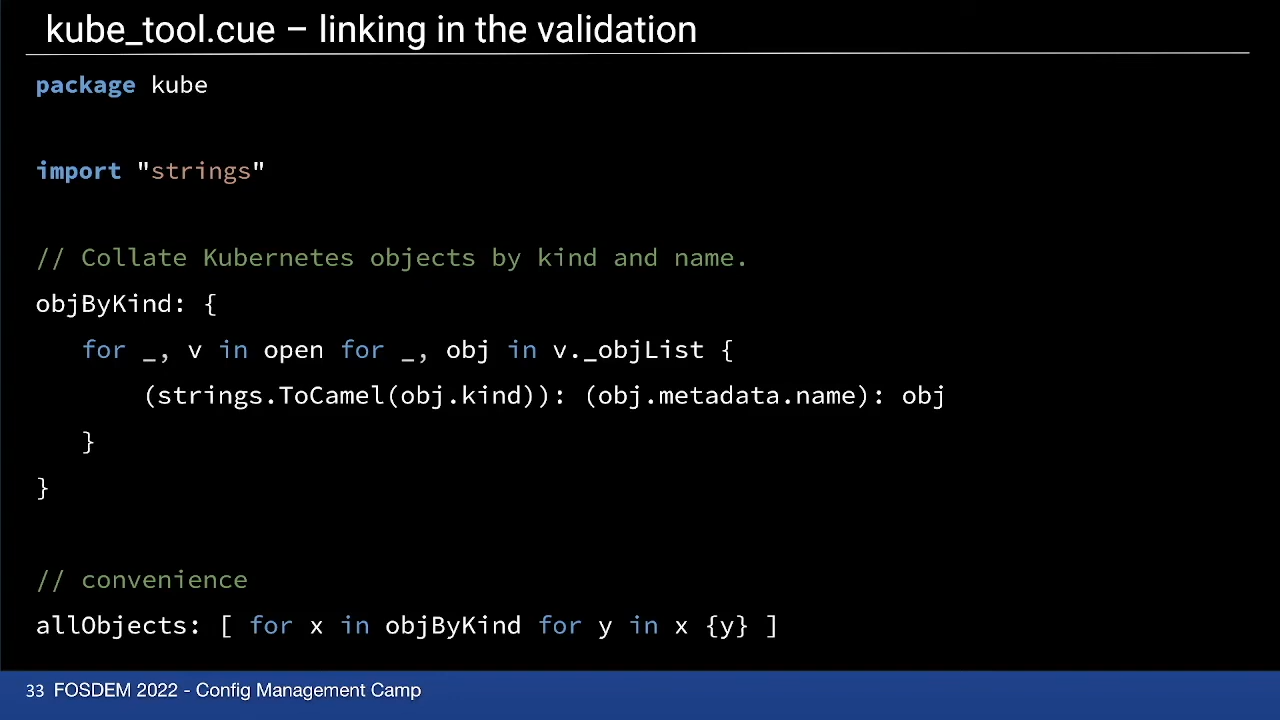 kube_tool.cue – linking in the validation
package kube
import "strings"
// Collate Kubernetes objects by kind and name.
objByKind: {
for _, v in open for _, obj in v._objList {
(strings.ToCamel(obj.kind)): (obj.metadata.name): obj
}
}
// convenience
allObjects: [ for x in objByKind for y in x {y} ]
33 FOSDEM 2022 - Config Management Camp